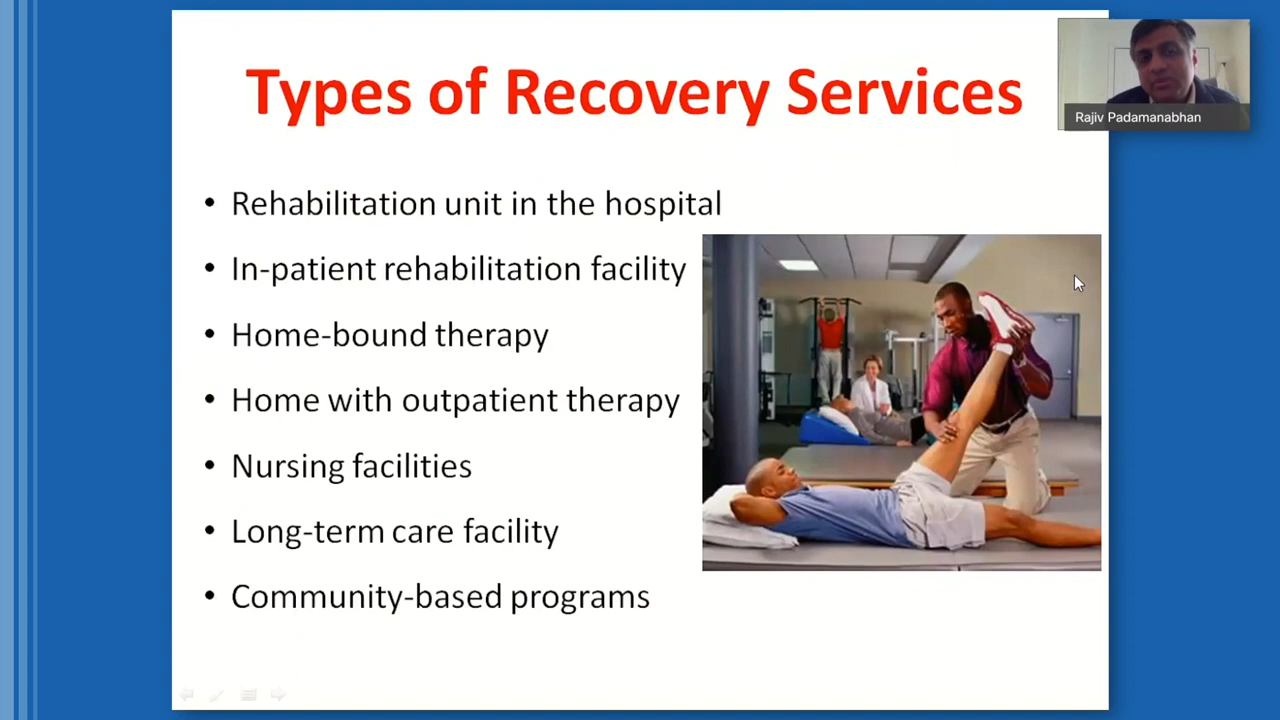 Types of Recovery Services
Rajiv Padamanabhan
• Rehabilitation unit in the hospital
• In-patient rehabilitation facility
• Home-bound therapy
• Home with outpatient therapy
• Nursing facilities
• Long-term care facility
• Community-based programs